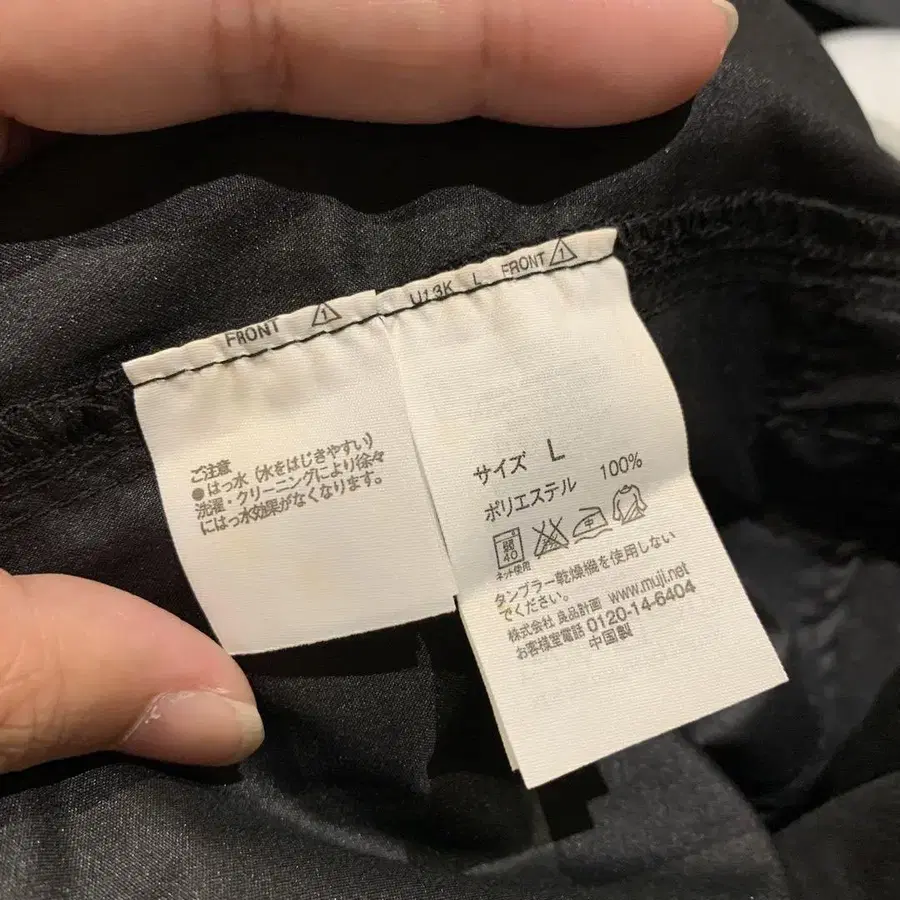 FRONT 1
U13K L FRONT 1
ご注意
●はっ水（水をはじきやすい）
洗濯・クリーニングにより徐々
にはっ水効果がなくなります。
サイズ L
ポリエステル 100%
弱
40
中
ネット使用
タンブラー乾燥機を使用しない
でください。
株式会社 良品計画 www.muji.net
お客様室電話 0120-14-6404
中国製